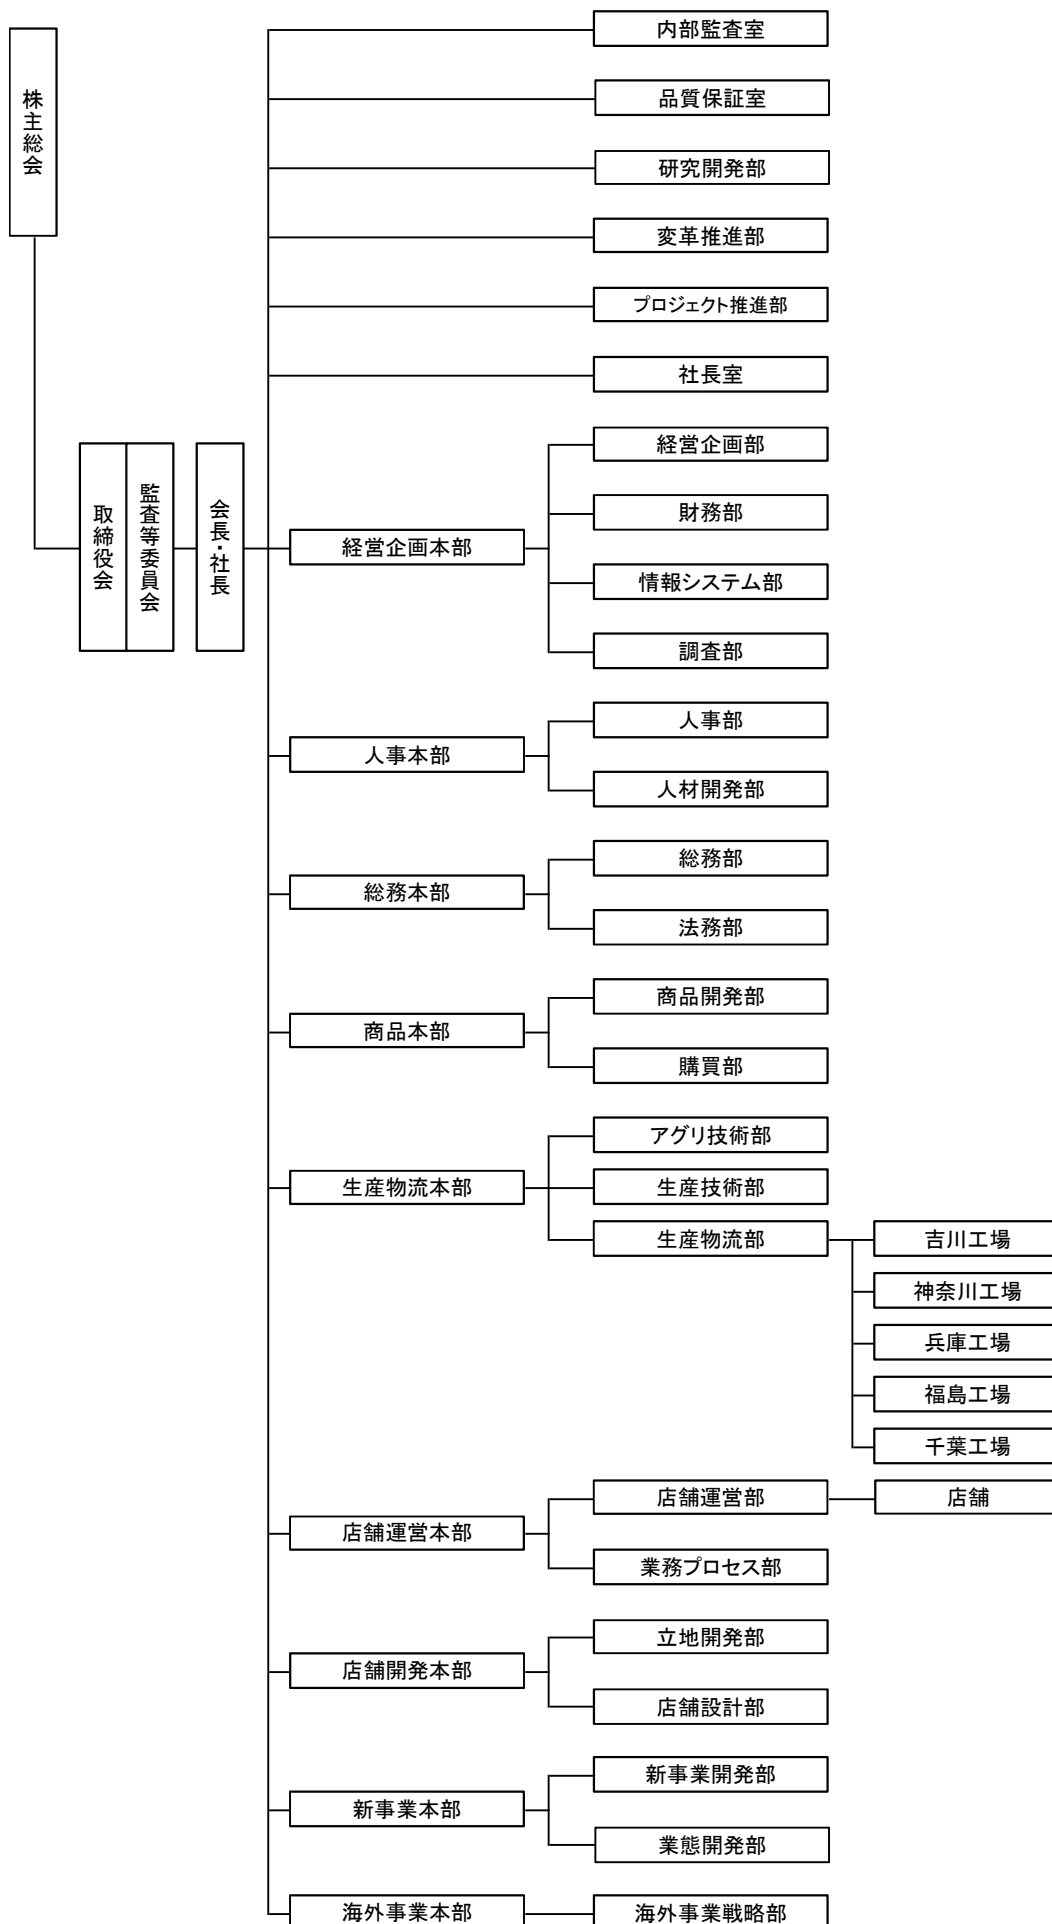 株主総会
取締役会
監査等委員会
会長・社長
内部監査室
品質保証室
研究開発部
変革推進部
プロジェクト推進部
社長室
経営企画本部
経営企画部
財務部
情報システム部
調査部
人事本部
人事部
人材開発部
総務本部
総務部
法務部
商品本部
商品開発部
購買部
生産物流本部
アグリ技術部
生産技術部
生産物流部
吉川工場
神奈川工場
兵庫工場
福島工場
千葉工場
店舗運営本部
店舗運営部
店舗
業務プロセス部
店舗開発本部
立地開発部
店舗設計部
新事業本部
新事業開発部
業態開発部
海外事業本部
海外事業戦略部